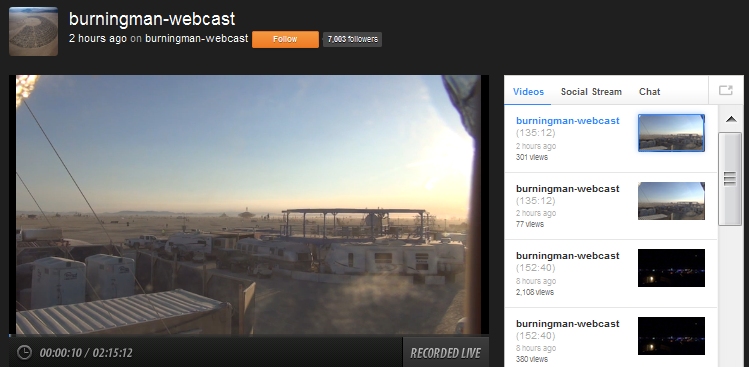 burningman-webcast
2 hours ago on burningman-webcast Follow 7,003 followers
Videos Social Stream Chat
burningman-webcast
(135:12)
2 hours ago
301 views
burningman-webcast
(135:12)
2 hours ago
77 views
burningman-webcast
(152:40)
8 hours ago
2,108 views
burningman-webcast
(152:40)
8 hours ago
380 views
00:00:10 / 02:15:12 RECORDED LIVE